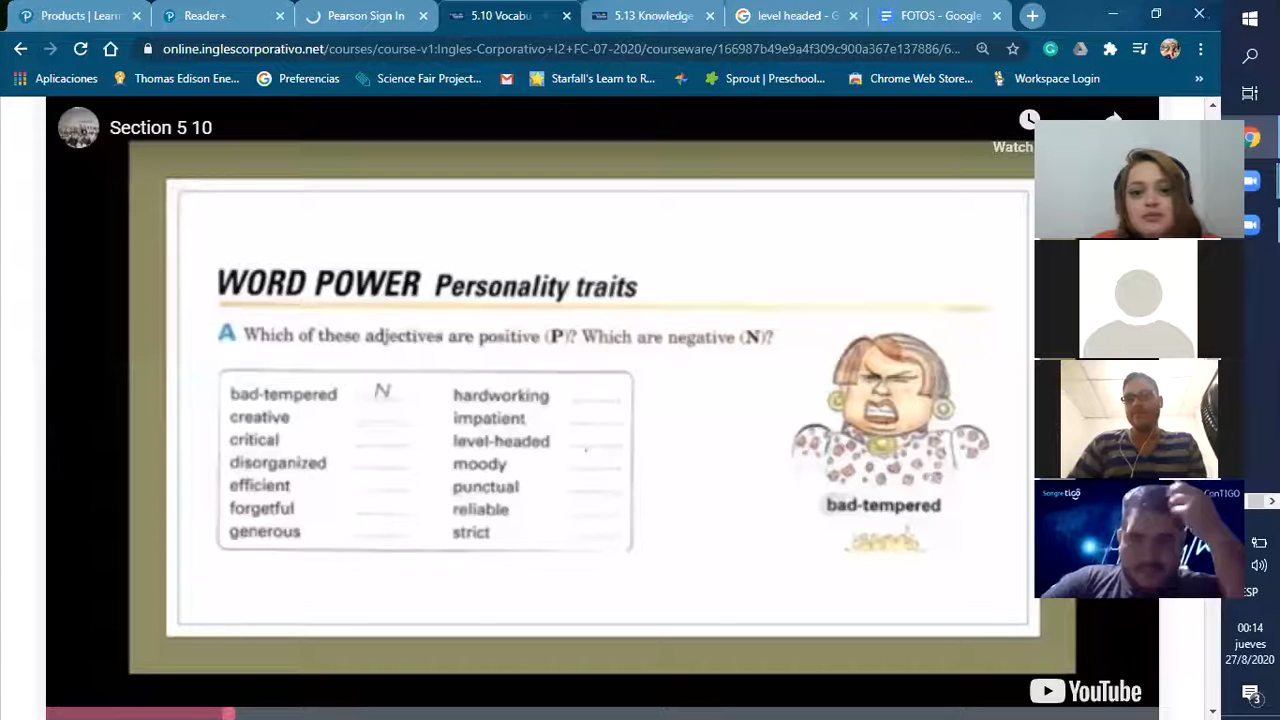 Products | Learn
Reader+
Pearson Sign In
5.10 Vocabu
5.13 Knowledge
level headed - G
FOTOS - Google
online.inglescorporativo.net/courses/course-v1:Ingles-Corporativo+I2+FC-07-2020/courseware/166987b49e9a4f309c900a367e137886/6...
Aplicaciones
Thomas Edison Ene...
Preferencias
Science Fair Project...
Starfall's Learn to R...
Sprout | Preschool...
Chrome Web Store...
Workspace Login
»
Section 5 10
Watch
WORD POWER Personality traits
A Which of these adjectives are positive (P)? Which are negative (N)?
bad-tempered N hardworking
creative impatient
critical level-headed
disorganized moody
efficient punctual
forgetful reliable
generous strict
bad-tempered
Songre tigo
ConTIGO
YouTube
ESP
00:14
jueves
27/8/2020
3